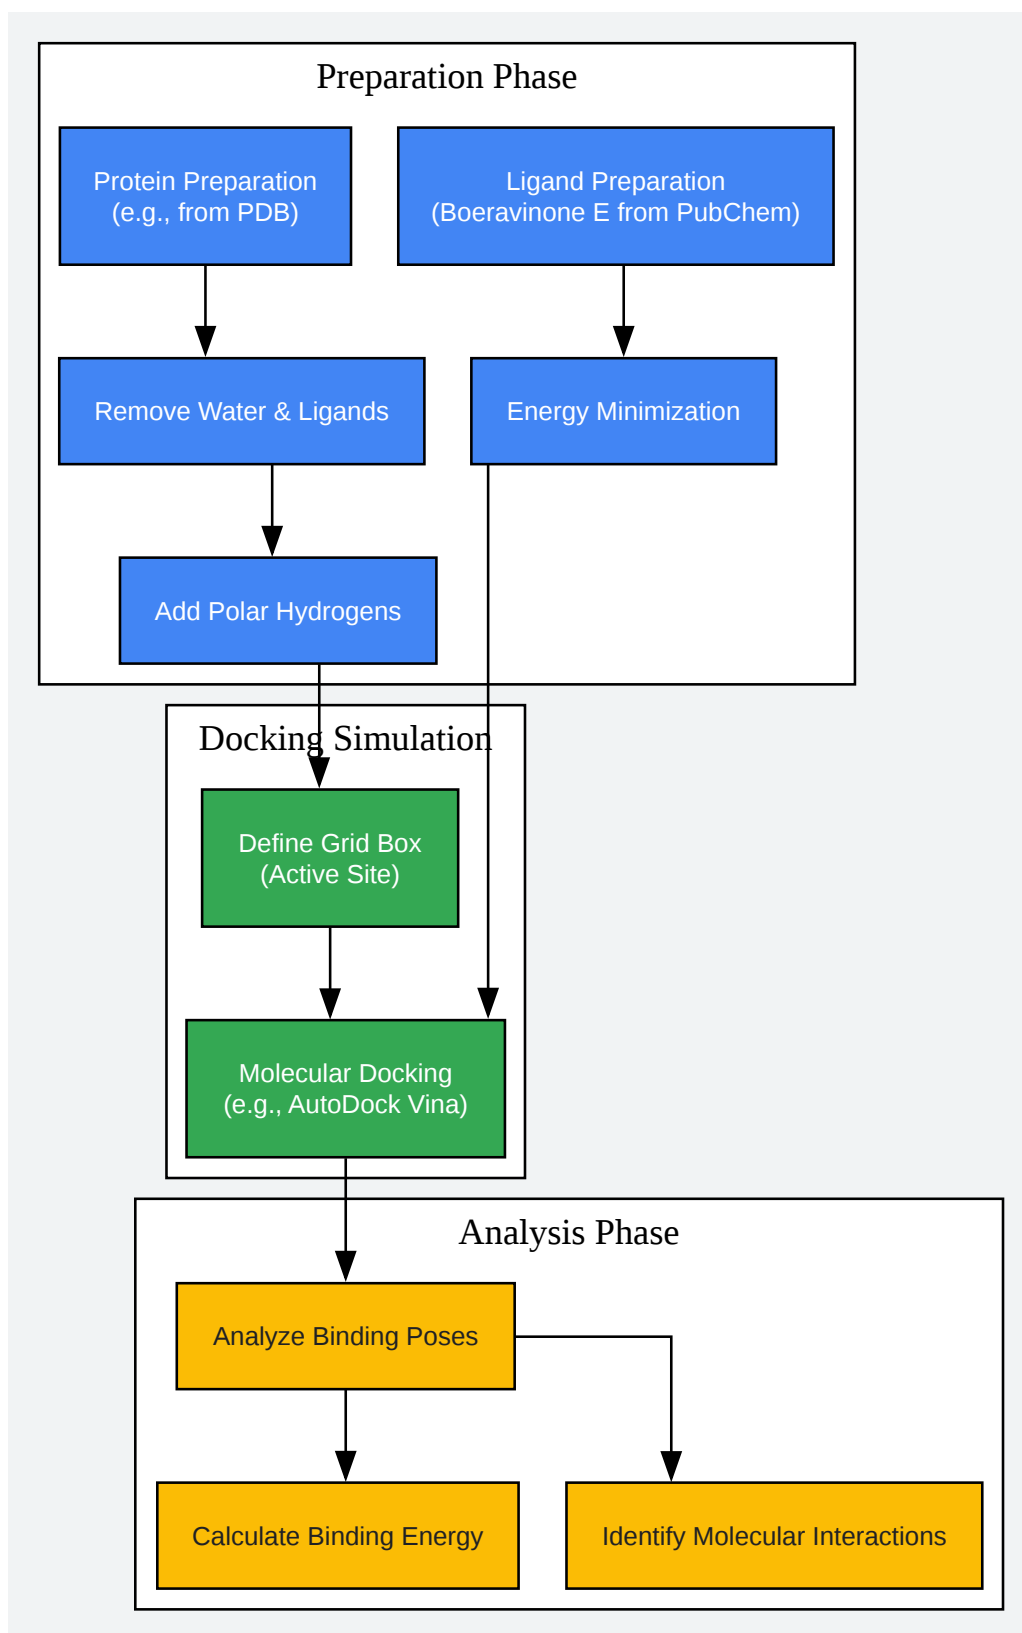 Preparation Phase
Protein Preparation
(e.g., from PDB)
Ligand Preparation
(Boeravinone E from PubChem)
Remove Water & Ligands
Energy Minimization
Add Polar Hydrogens
Docking Simulation
Define Grid Box
(Active Site)
Molecular Docking
(e.g., AutoDock Vina)
Analysis Phase
Analyze Binding Poses
Calculate Binding Energy
Identify Molecular Interactions